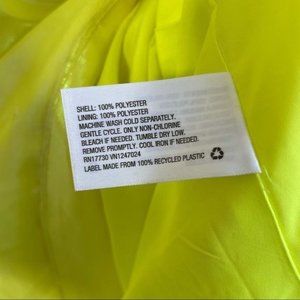 SHELL: 100% POLYESTER
LINING: 100% POLYESTER
MACHINE WASH COLD SEPARATELY.
GENTLE CYCLE. ONLY NON-CHLORINE
BLEACH IF NEEDED. TUMBLE DRY LOW.
REMOVE PROMPTLY. COOL IRON IF NEEDED.
RN17730 VN1247024
LABEL MADE FROM 100% RECYCLED PLASTIC